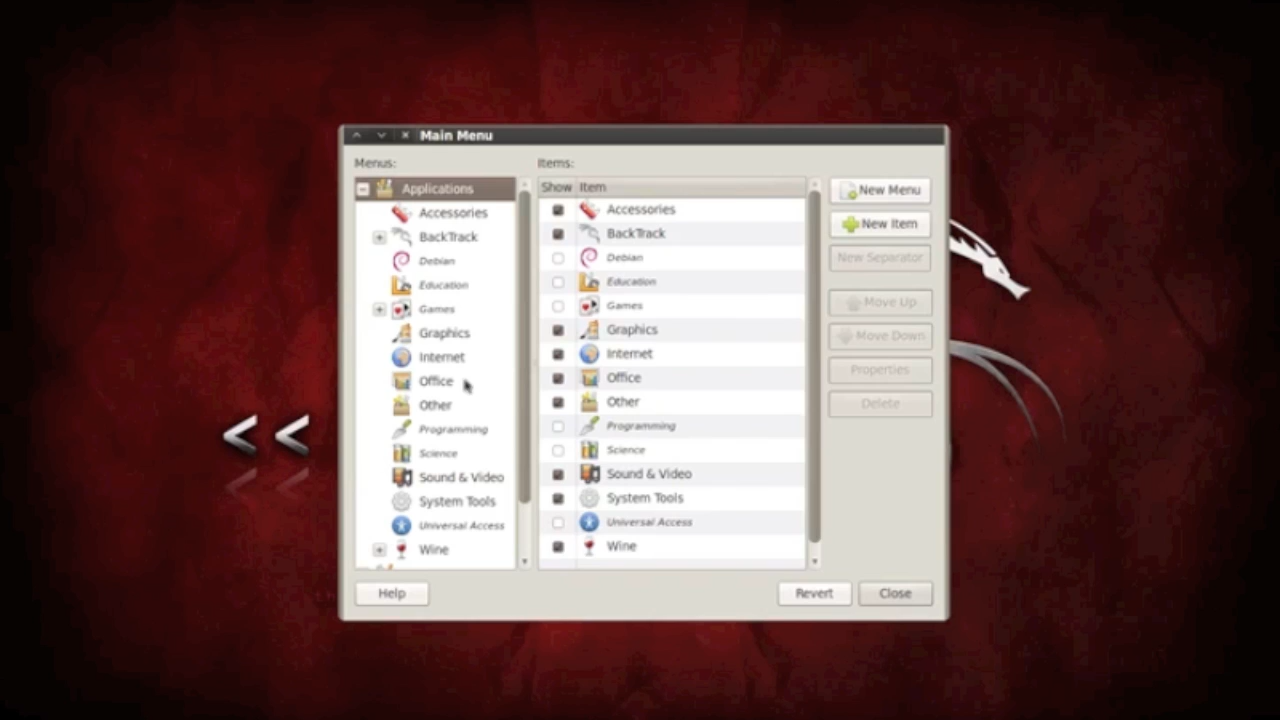 Main Menu
Menus:
Items:
Applications
Accessories
BackTrack
Debian
Education
Games
Graphics
Internet
Office
Other
Programming
Science
Sound & Video
System Tools
Universal Access
Wine
Show Item
Accessories
BackTrack
Debian
Education
Games
Graphics
Internet
Office
Other
Programming
Science
Sound & Video
System Tools
Universal Access
Wine
New Menu
New Item
New Separator
Move Up
Move Down
Properties
Delete
Help
Revert
Close
<<